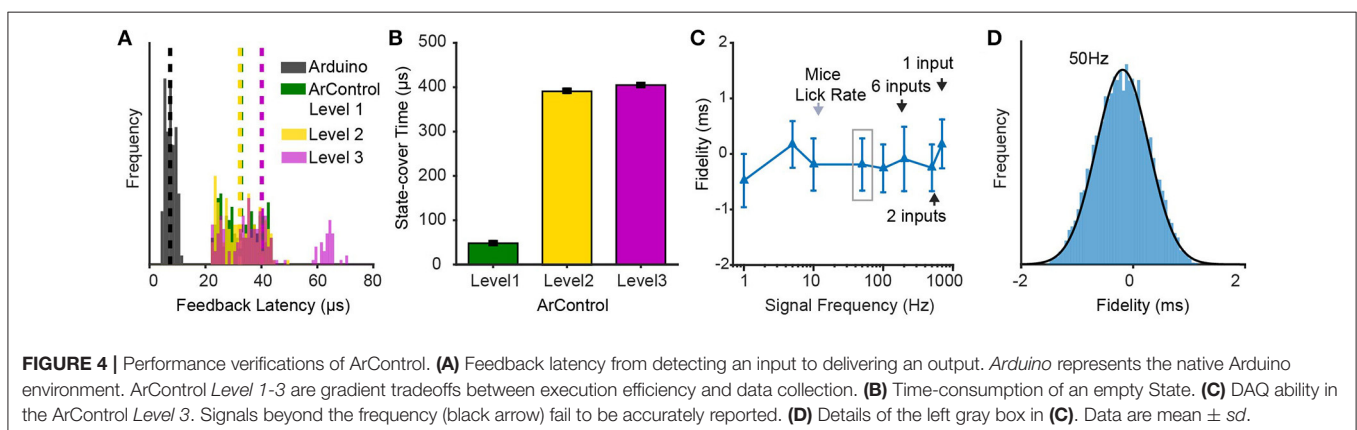 A
Frequency
Arduino
ArControl
Level 1
Level 2
Level 3
0 20 40 60 80
Feedback Latency (µs)
B
State-cover Time (µs)
500
400
300
200
100
0
Level1 Level2 Level3
ArControl
C
Fidelity (ms)
2
1
0
-1
-2
Mice
Lick Rate
1 input
6 inputs
2 inputs
1 10 100 1000
Signal Frequency (Hz)
D
Frequency
50Hz
-2 0 2
Fidelity (ms)
FIGURE 4 | Performance verifications of ArControl. (A) Feedback latency from detecting an input to delivering an output. Arduino represents the native Arduino
environment. ArControl Level 1-3 are gradient tradeoffs between execution efficiency and data collection. (B) Time-consumption of an empty State. (C) DAQ ability in
the ArControl Level 3. Signals beyond the frequency (black arrow) fail to be accurately reported. (D) Details of the left gray box in (C). Data are mean ± sd.